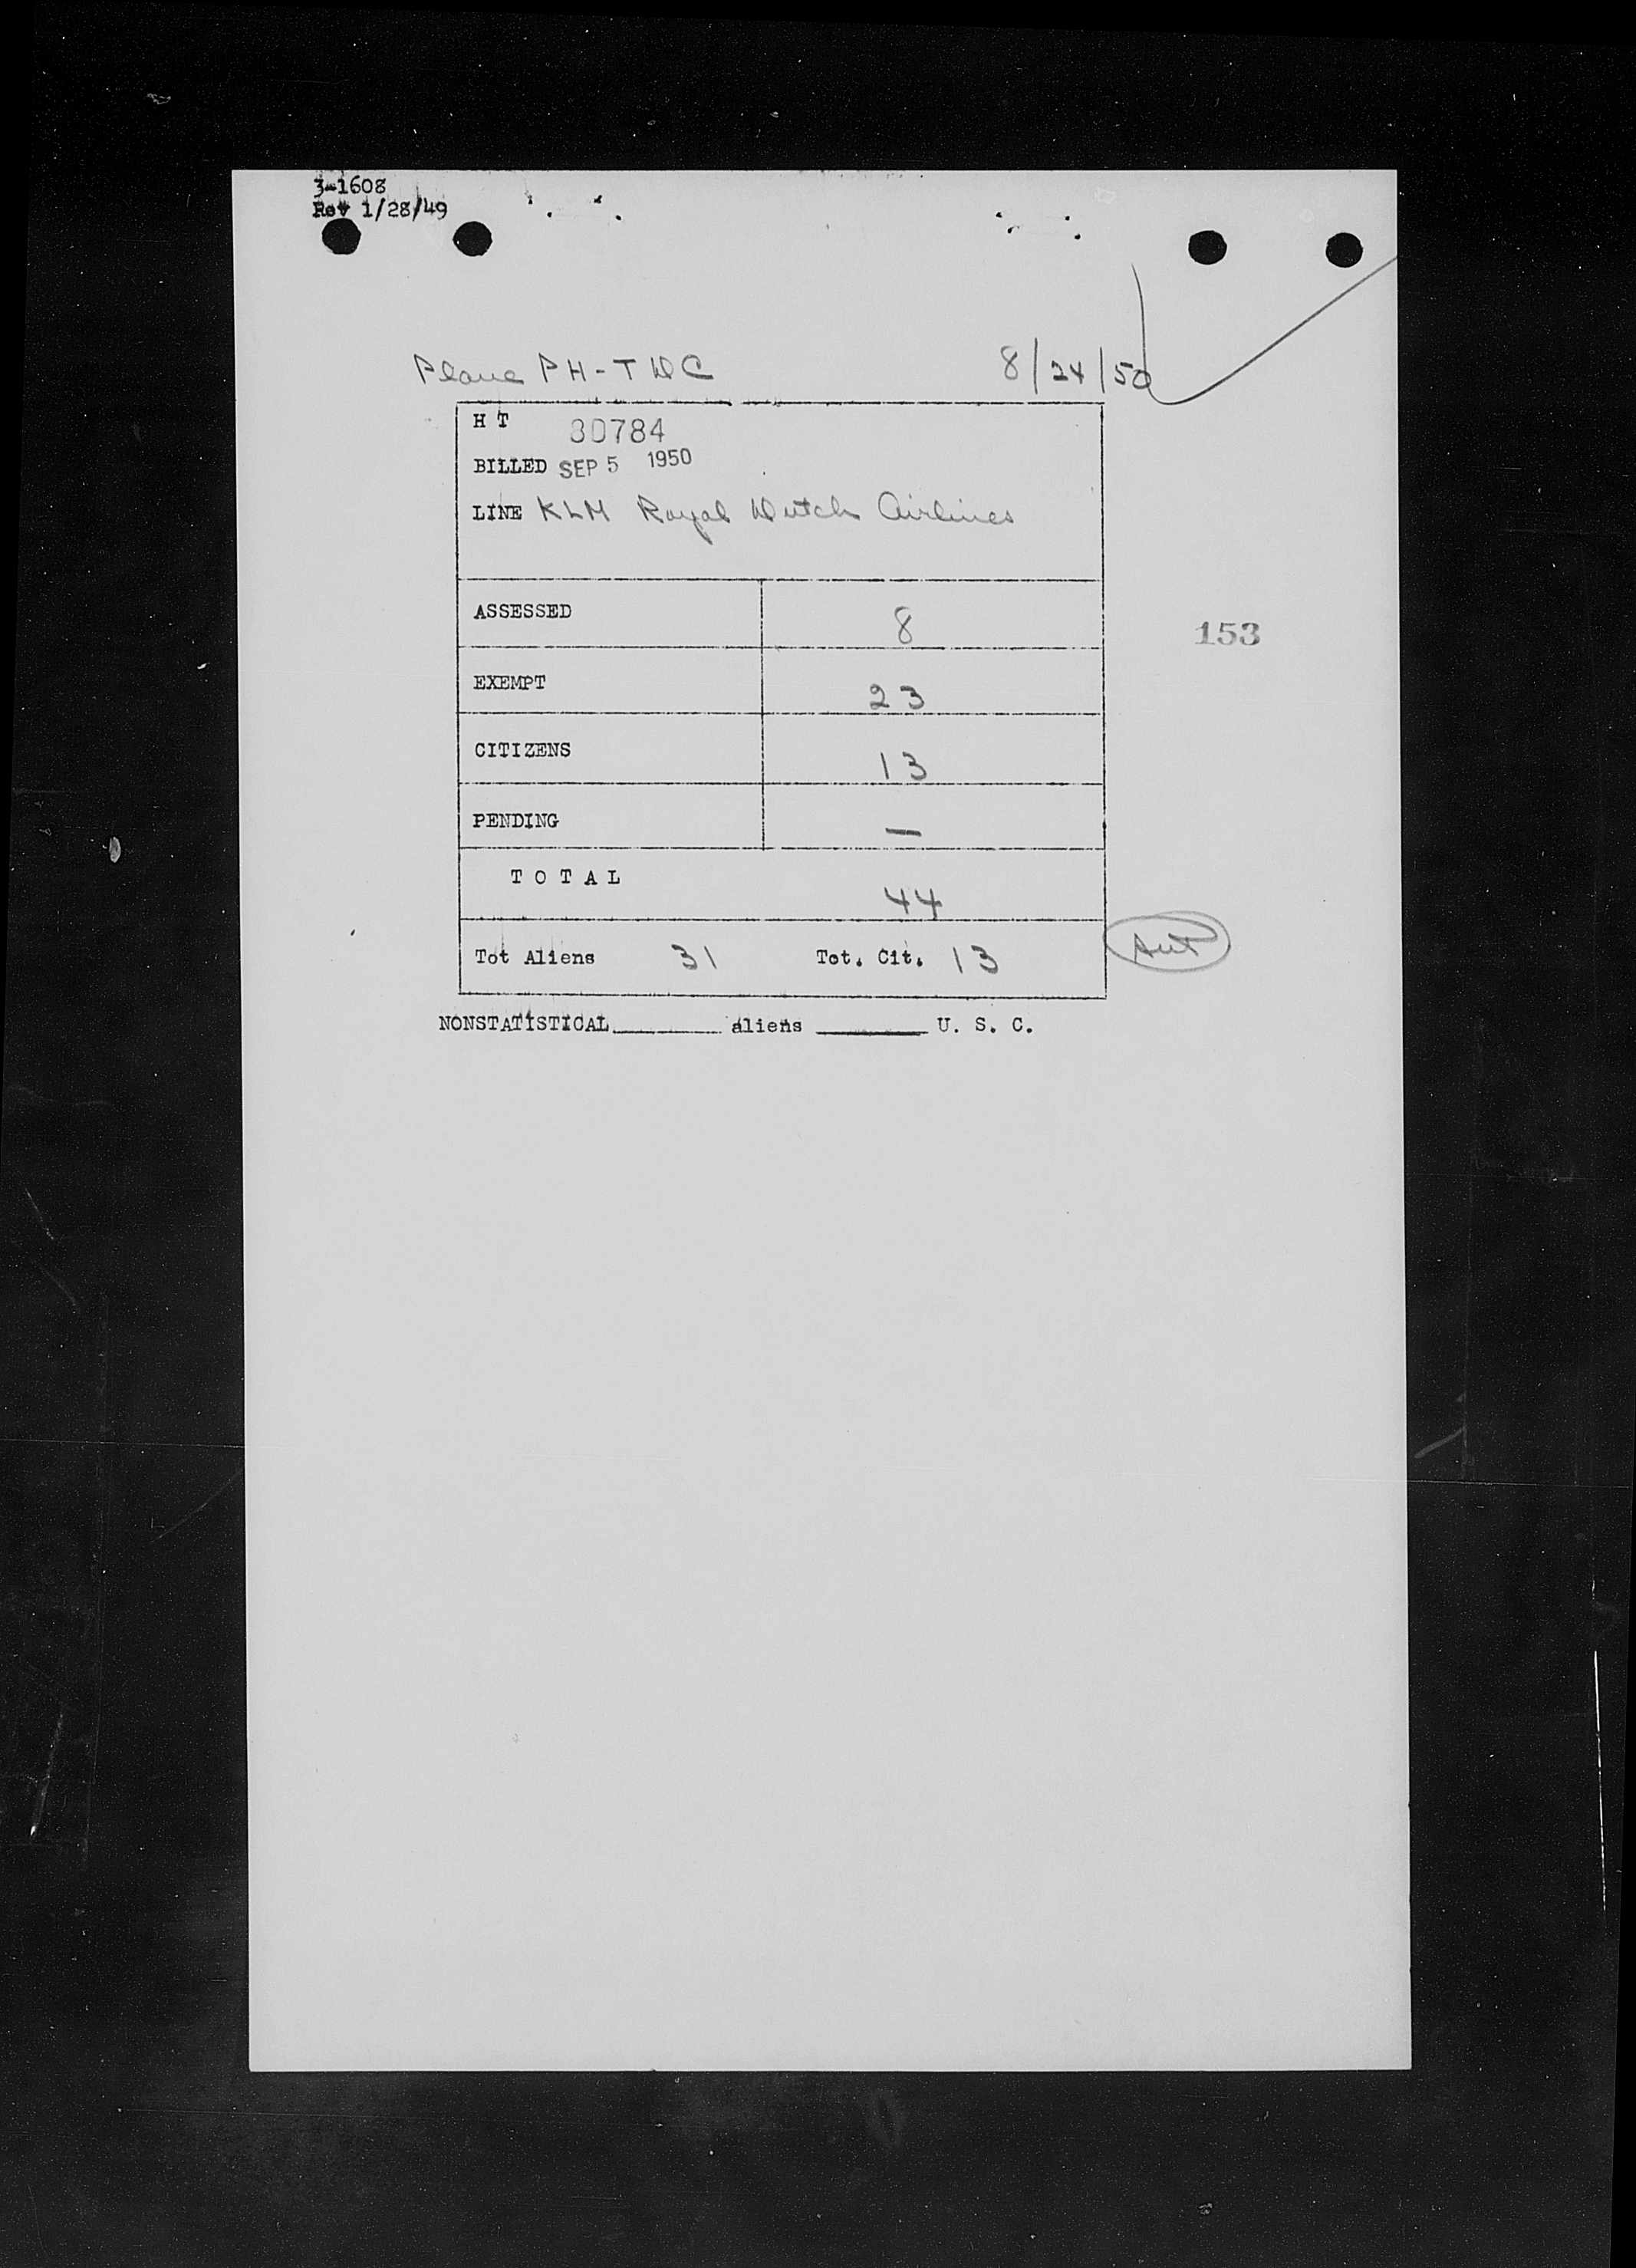 3-1608
Rev 1/28/49
Plane PH-TDC 8/24/50
H T 30784
BILLED SEP 5 1950
LINE KLM Royal Dutch Airlines
ASSESSED 8
153
EXEMPT 23
CITIZENS 13
PENDING —
T O T A L 44
Tot Aliens 31 Tot. Cit. 13
NONSTATISTICAL________ aliens ________ U. S. C.